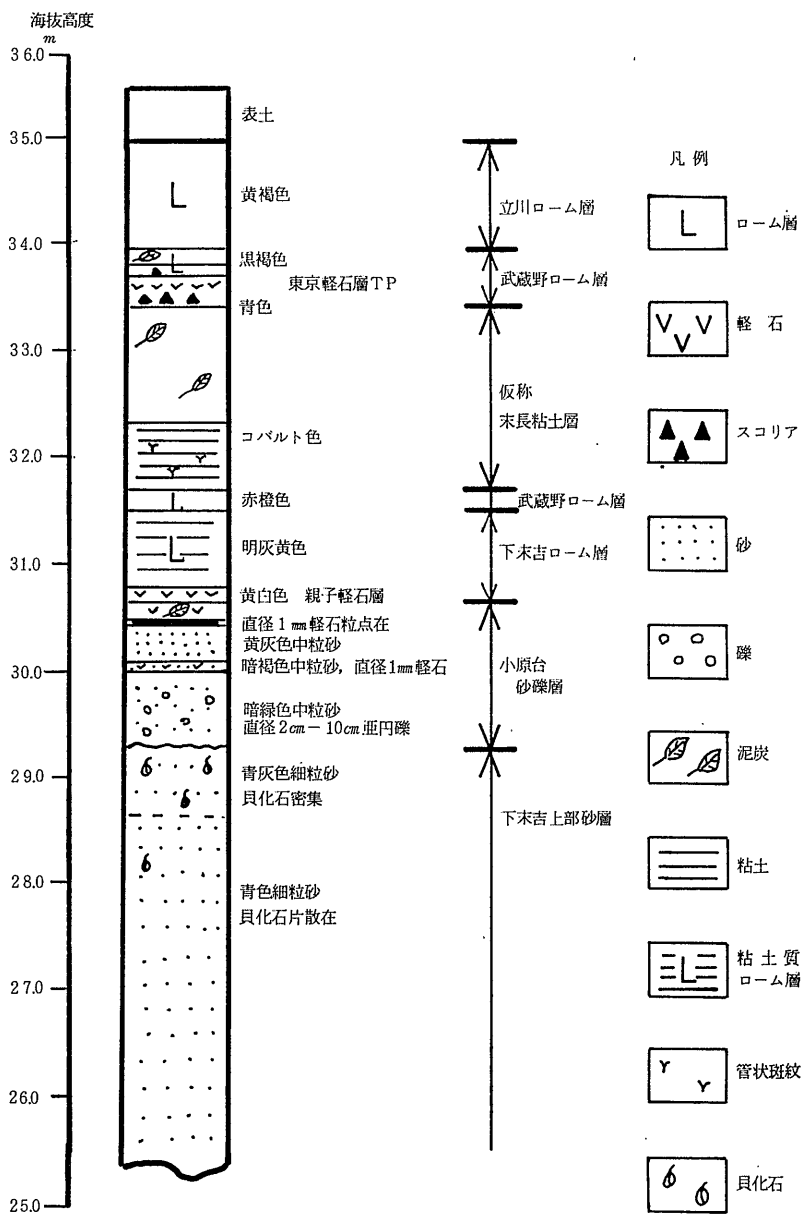 海抜高度
m
36.0
35.0
34.0
33.0
32.0
31.0
30.0
29.0
28.0
27.0
26.0
25.0
表土
黄褐色
黒褐色
東京軽石層TP
青色
コバルト色
赤橙色
明灰黄色
黄白色 親子軽石層
直径1mm軽石粒点在
黄灰色中粒砂
暗褐色中粒砂,直径1mm軽石
暗緑色中粒砂
直径2cm-10cm亜円礫
青灰色細粒砂
貝化石密集
青色細粒砂
貝化石片散在
L
L
L
L
立川ローム層
武蔵野ローム層
仮称
末長粘土層
武蔵野ローム層
下末吉ローム層
小原台
砂礫層
下末吉上部砂層
凡例
L
ローム層
軽石
スコリア
砂
礫
泥炭
粘土
L
粘土質
ローム層
管状斑紋
貝化石